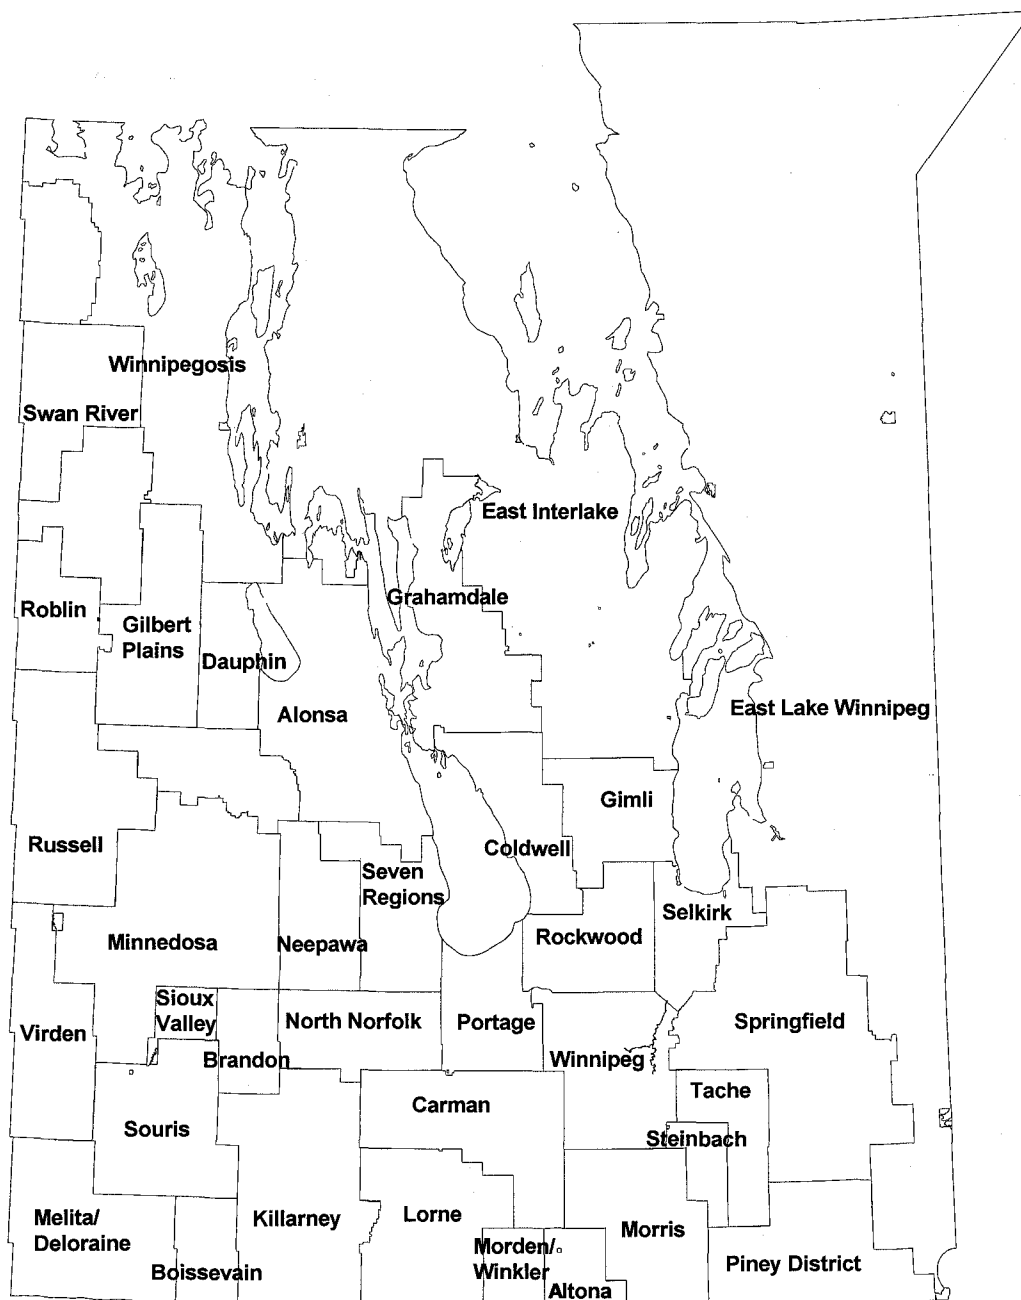 Winnipegosis
Swan River
East Interlake
Grahamdale
Roblin
Gilbert
Plains
Dauphin
Alonsa
East Lake Winnipeg
Gimli
Russell
Coldwell
Seven
Regions
Selkirk
Minnedosa
Neepawa
Rockwood
Sioux
Valley
Virden
North Norfolk
Portage
Springfield
Brandon
Winnipeg
Tache
Carman
Souris
Steinbach
Melita/
Deloraine
Killarney
Lorne
Morris
Morden/
Winkler
Boissevain
Piney District
Altona